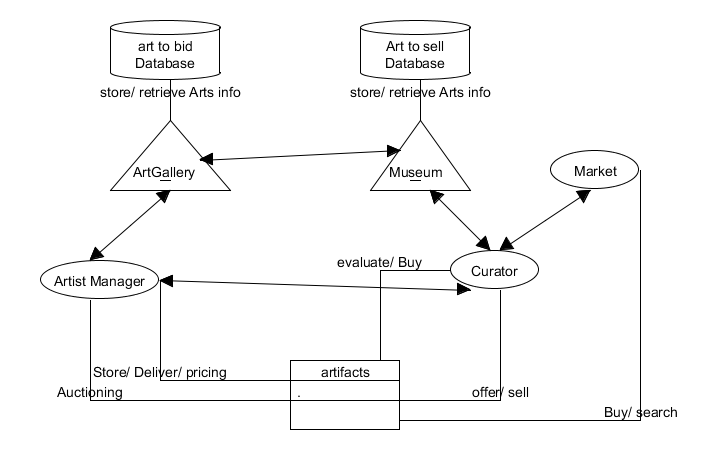 art to bid
Database
Art to sell
Database
store/ retrieve Arts info
store/ retrieve Arts info
ArtGallery
Museum
Market
evaluate/ Buy
Curator
Artist Manager
Store/ Deliver/ pricing
artifacts
Auctioning
.
offer/ sell
Buy/ search